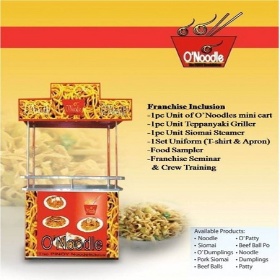 O'Noodle
Franchise Inclusion
-1pc Unit of O'Noodles mini cart
-1pc Unit Teppanyaki Griller
-1pc Unit Siomai Steamer
-1Set Uniform (T-shirt & Apron)
-Food Sampler
-Franchise Seminar
& Crew Training
O'Noodle
O'Noodle
Available Products:
• Noodle
• Siomai
• O'Dumplings
• Pork Siomai
• Beef Balls
• O'Patty
• Beef Ball Po
• O' Noodle
• Dumplings
• Patty